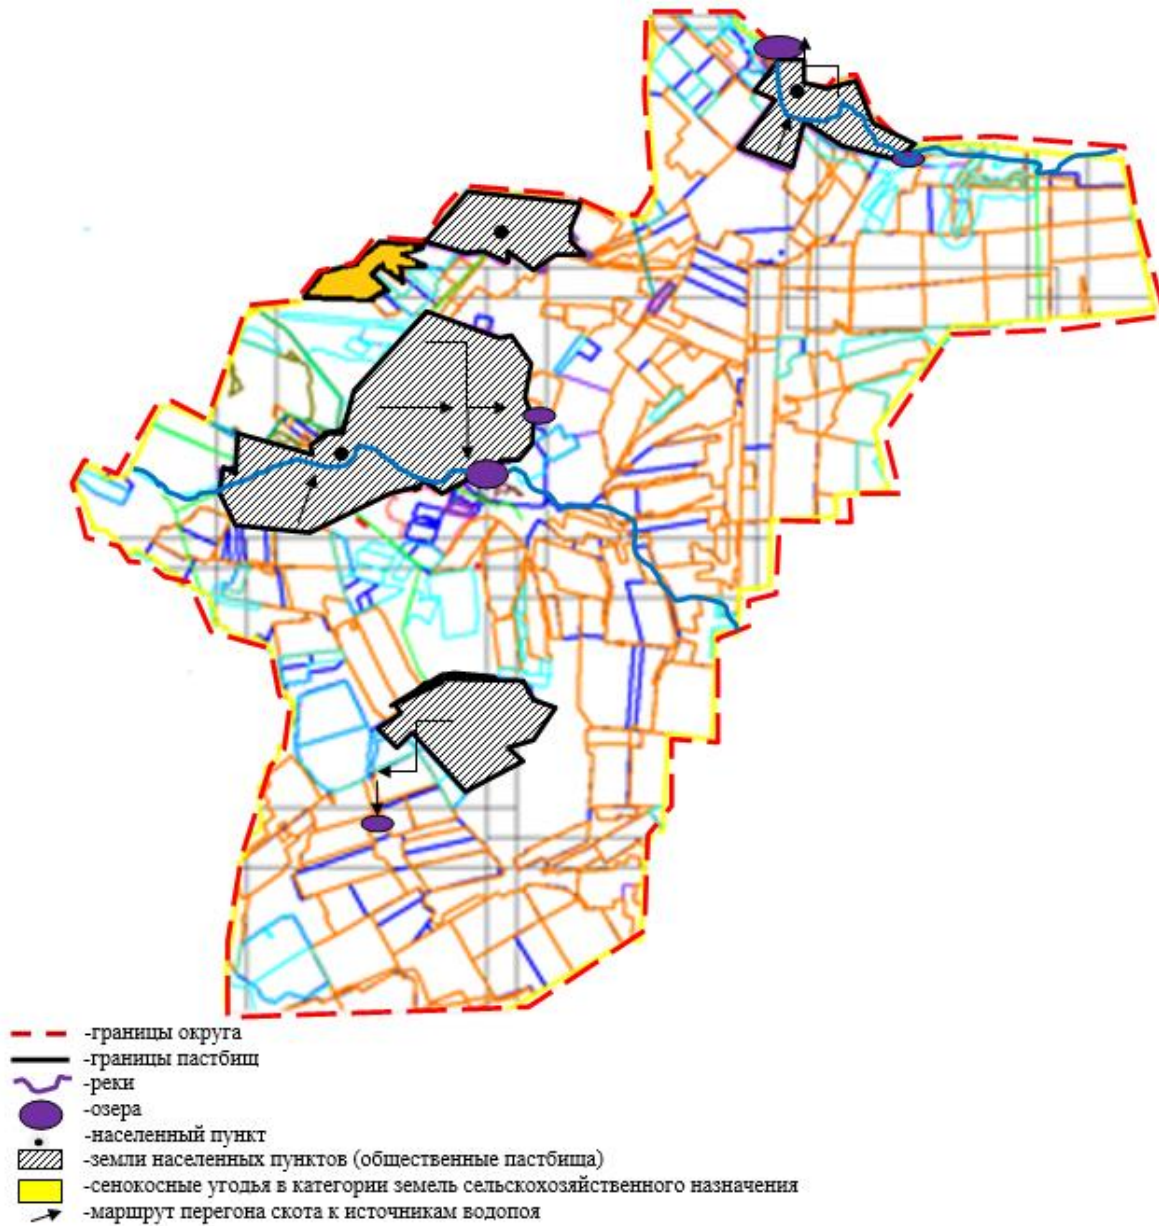 -границы округа
-границы пастбищ
-реки
-озера
-населенный пункт
-земли населенных пунктов (общественные пастбища)
-сенокосные угодья в категории земель сельскохозяйственного назначения
-маршрут перегона скота к источникам водопоя